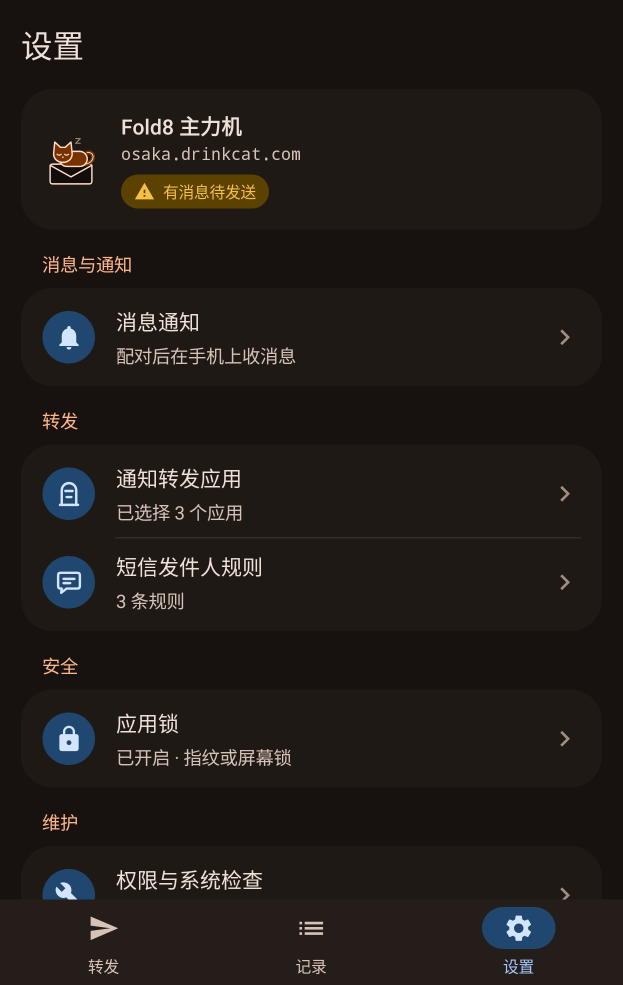 设置
Fold8 主力机
osaka.drinkcat.com
有消息待发送
消息与通知
消息通知
配对后在手机上收消息
转发
通知转发应用
已选择 3 个应用
短信发件人规则
3 条规则
安全
应用锁
已开启 · 指纹或屏幕锁
维护
权限与系统检查
转发
记录
设置